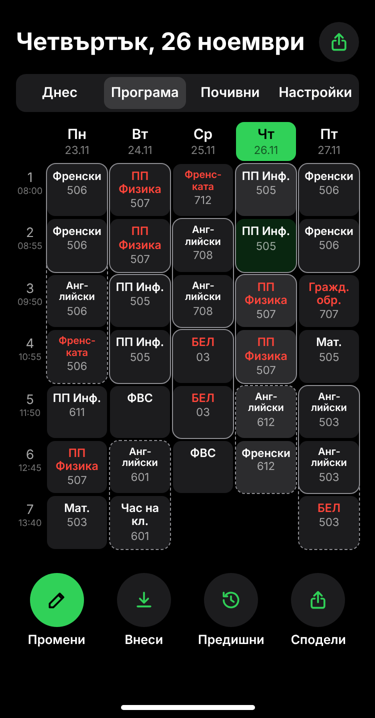 Четвъртък, 26 ноември
Днес Програма Почивни Настройки
Пн Вт Ср Чт Пт
23.11 24.11 25.11 26.11 27.11
1
08:00
Френски
506
ПП
Физика
507
Френс-
ката
712
ПП Инф.
505
Френски
506
2
08:55
Френски
506
ПП
Физика
507
Анг-
лийски
708
ПП Инф.
505
Френски
506
3
09:50
Анг-
лийски
506
ПП Инф.
505
Анг-
лийски
708
ПП
Физика
507
Гражд.
обр.
707
4
10:55
Френс-
ката
506
ПП Инф.
505
БЕЛ
03
ПП
Физика
507
Мат.
505
5
11:50
ПП Инф.
611
ФВС
БЕЛ
03
Анг-
лийски
612
Анг-
лийски
503
6
12:45
ПП
Физика
507
Анг-
лийски
601
ФВС
Френски
612
Анг-
лийски
503
7
13:40
Мат.
503
Час на
кл.
601
БЕЛ
503
Промени Внеси Предишни Сподели